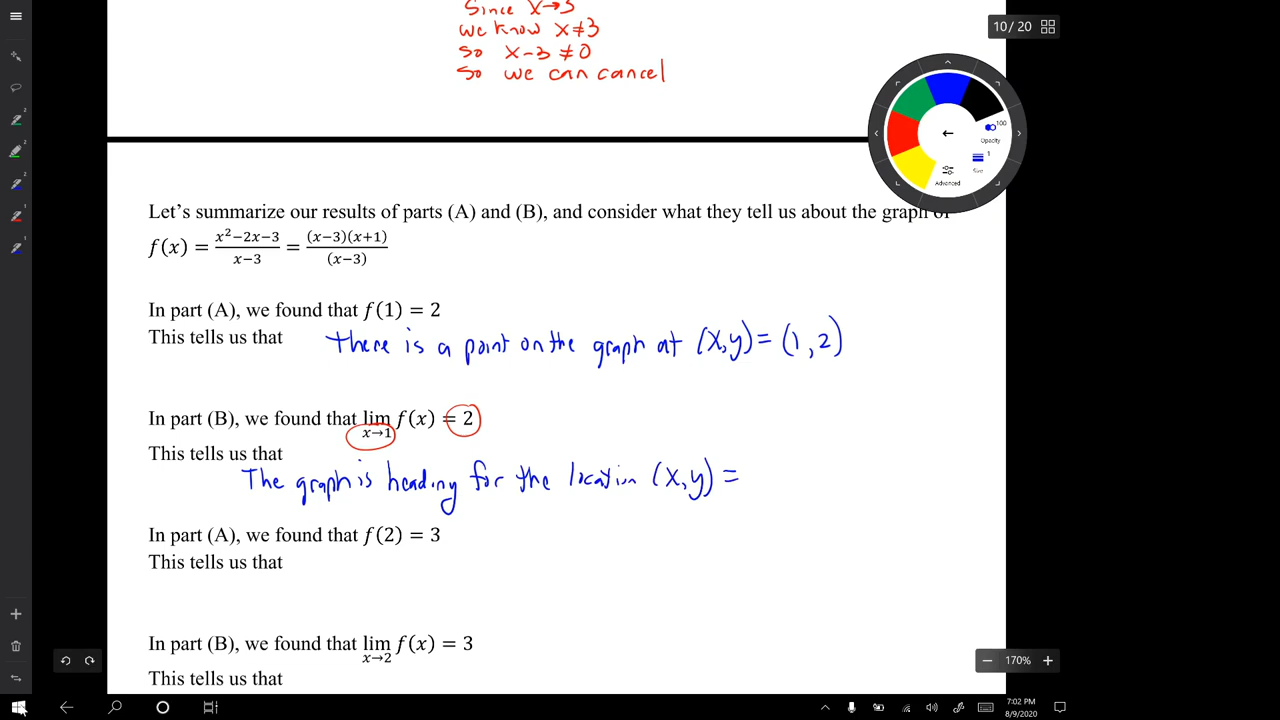 Since x→3
we know x≠3
So x-3 ≠0
So we can cancel
10/20
100
Opacity
1
Size
Advanced
Let's summarize our results of parts (A) and (B), and consider what they tell us about the graph of
f(x) = x²−2x−3 / x−3 = (x−3)(x+1) / (x−3)
In part (A), we found that f(1) = 2
This tells us that there is a point on the graph at (x,y) = (1,2)
In part (B), we found that lim x→1 f(x) = 2
This tells us that
The graph is heading for the location (x,y) =
In part (A), we found that f(2) = 3
This tells us that
In part (B), we found that lim x→2 f(x) = 3
This tells us that
170%
7:02 PM
8/9/2020